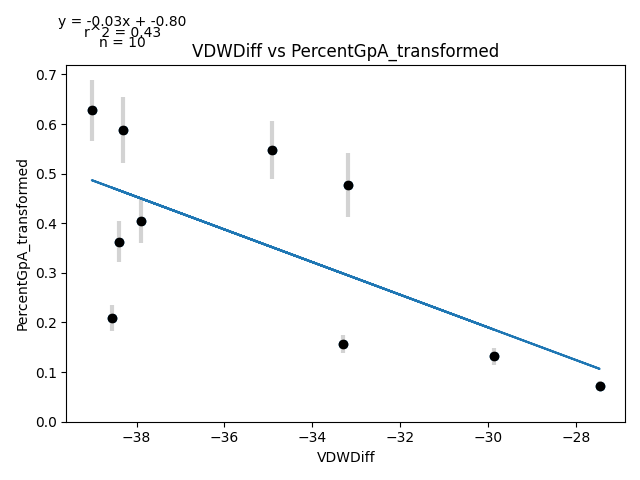 y = -0.03x + -0.80
r^2 = 0.43
n = 10
VDWDiff vs PercentGpA_transformed
PercentGpA_transformed
0.7
0.6
0.5
0.4
0.3
0.2
0.1
0.0
−38 −36 −34 −32 −30 −28
VDWDiff